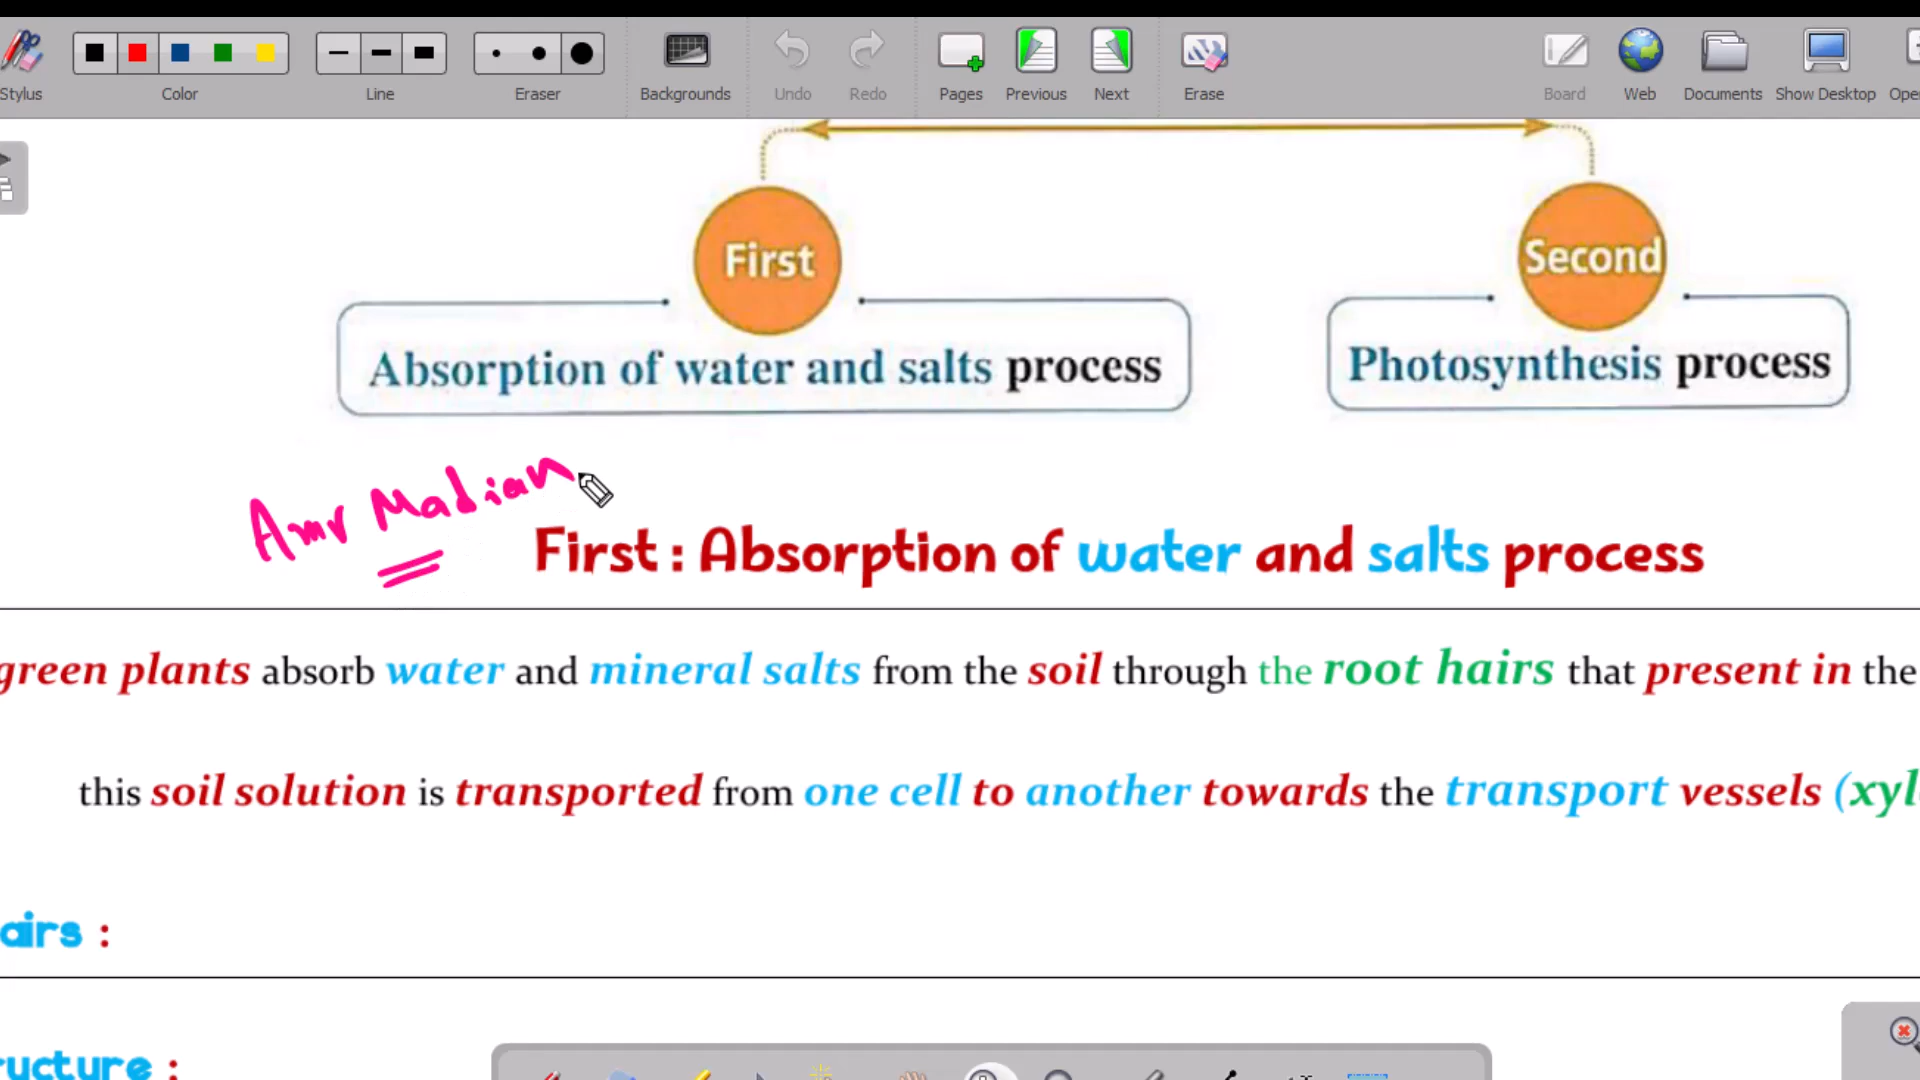 Stylus Color Line Eraser Backgrounds Undo Redo Pages Previous Next Erase Board Web Documents Show Desktop
First Second
Absorption of water and salts process Photosynthesis process
Amr Madian
First : Absorption of water and salts process
green plants absorb water and mineral salts from the soil through the root hairs that present in the
this soil solution is transported from one cell to another towards the transport vessels (xyl
airs :
ructure :